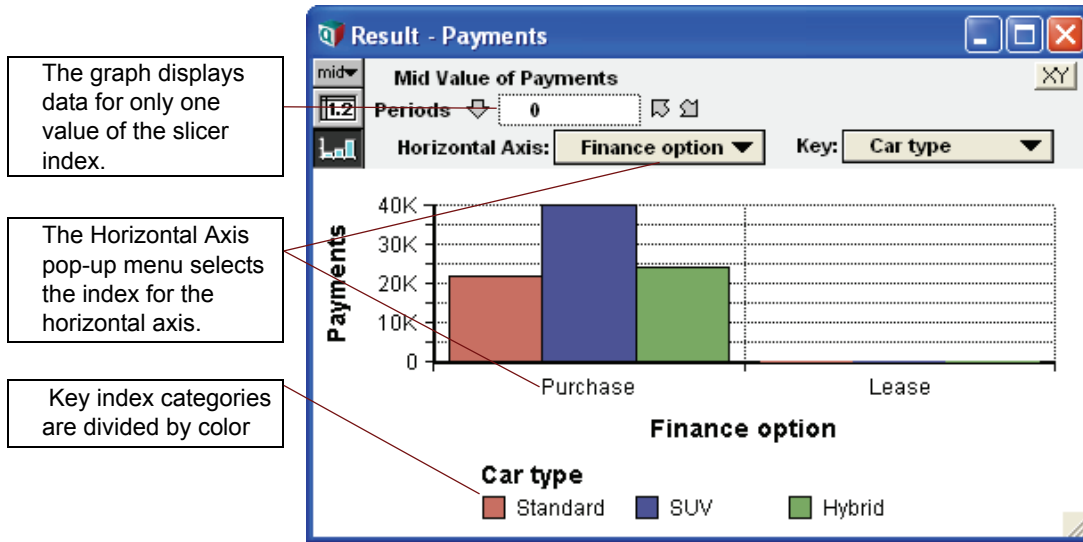 Result - Payments
The graph displays
data for only one
value of the slicer
index.
mid
Mid Value of Payments
XY
1.2
Periods 0
Horizontal Axis: Finance option Key: Car type
The Horizontal Axis
pop-up menu selects
the index for the
horizontal axis.
Payments
40K
30K
20K
10K
0
Purchase Lease
Finance option
Key index categories
are divided by color
Car type
Standard SUV Hybrid